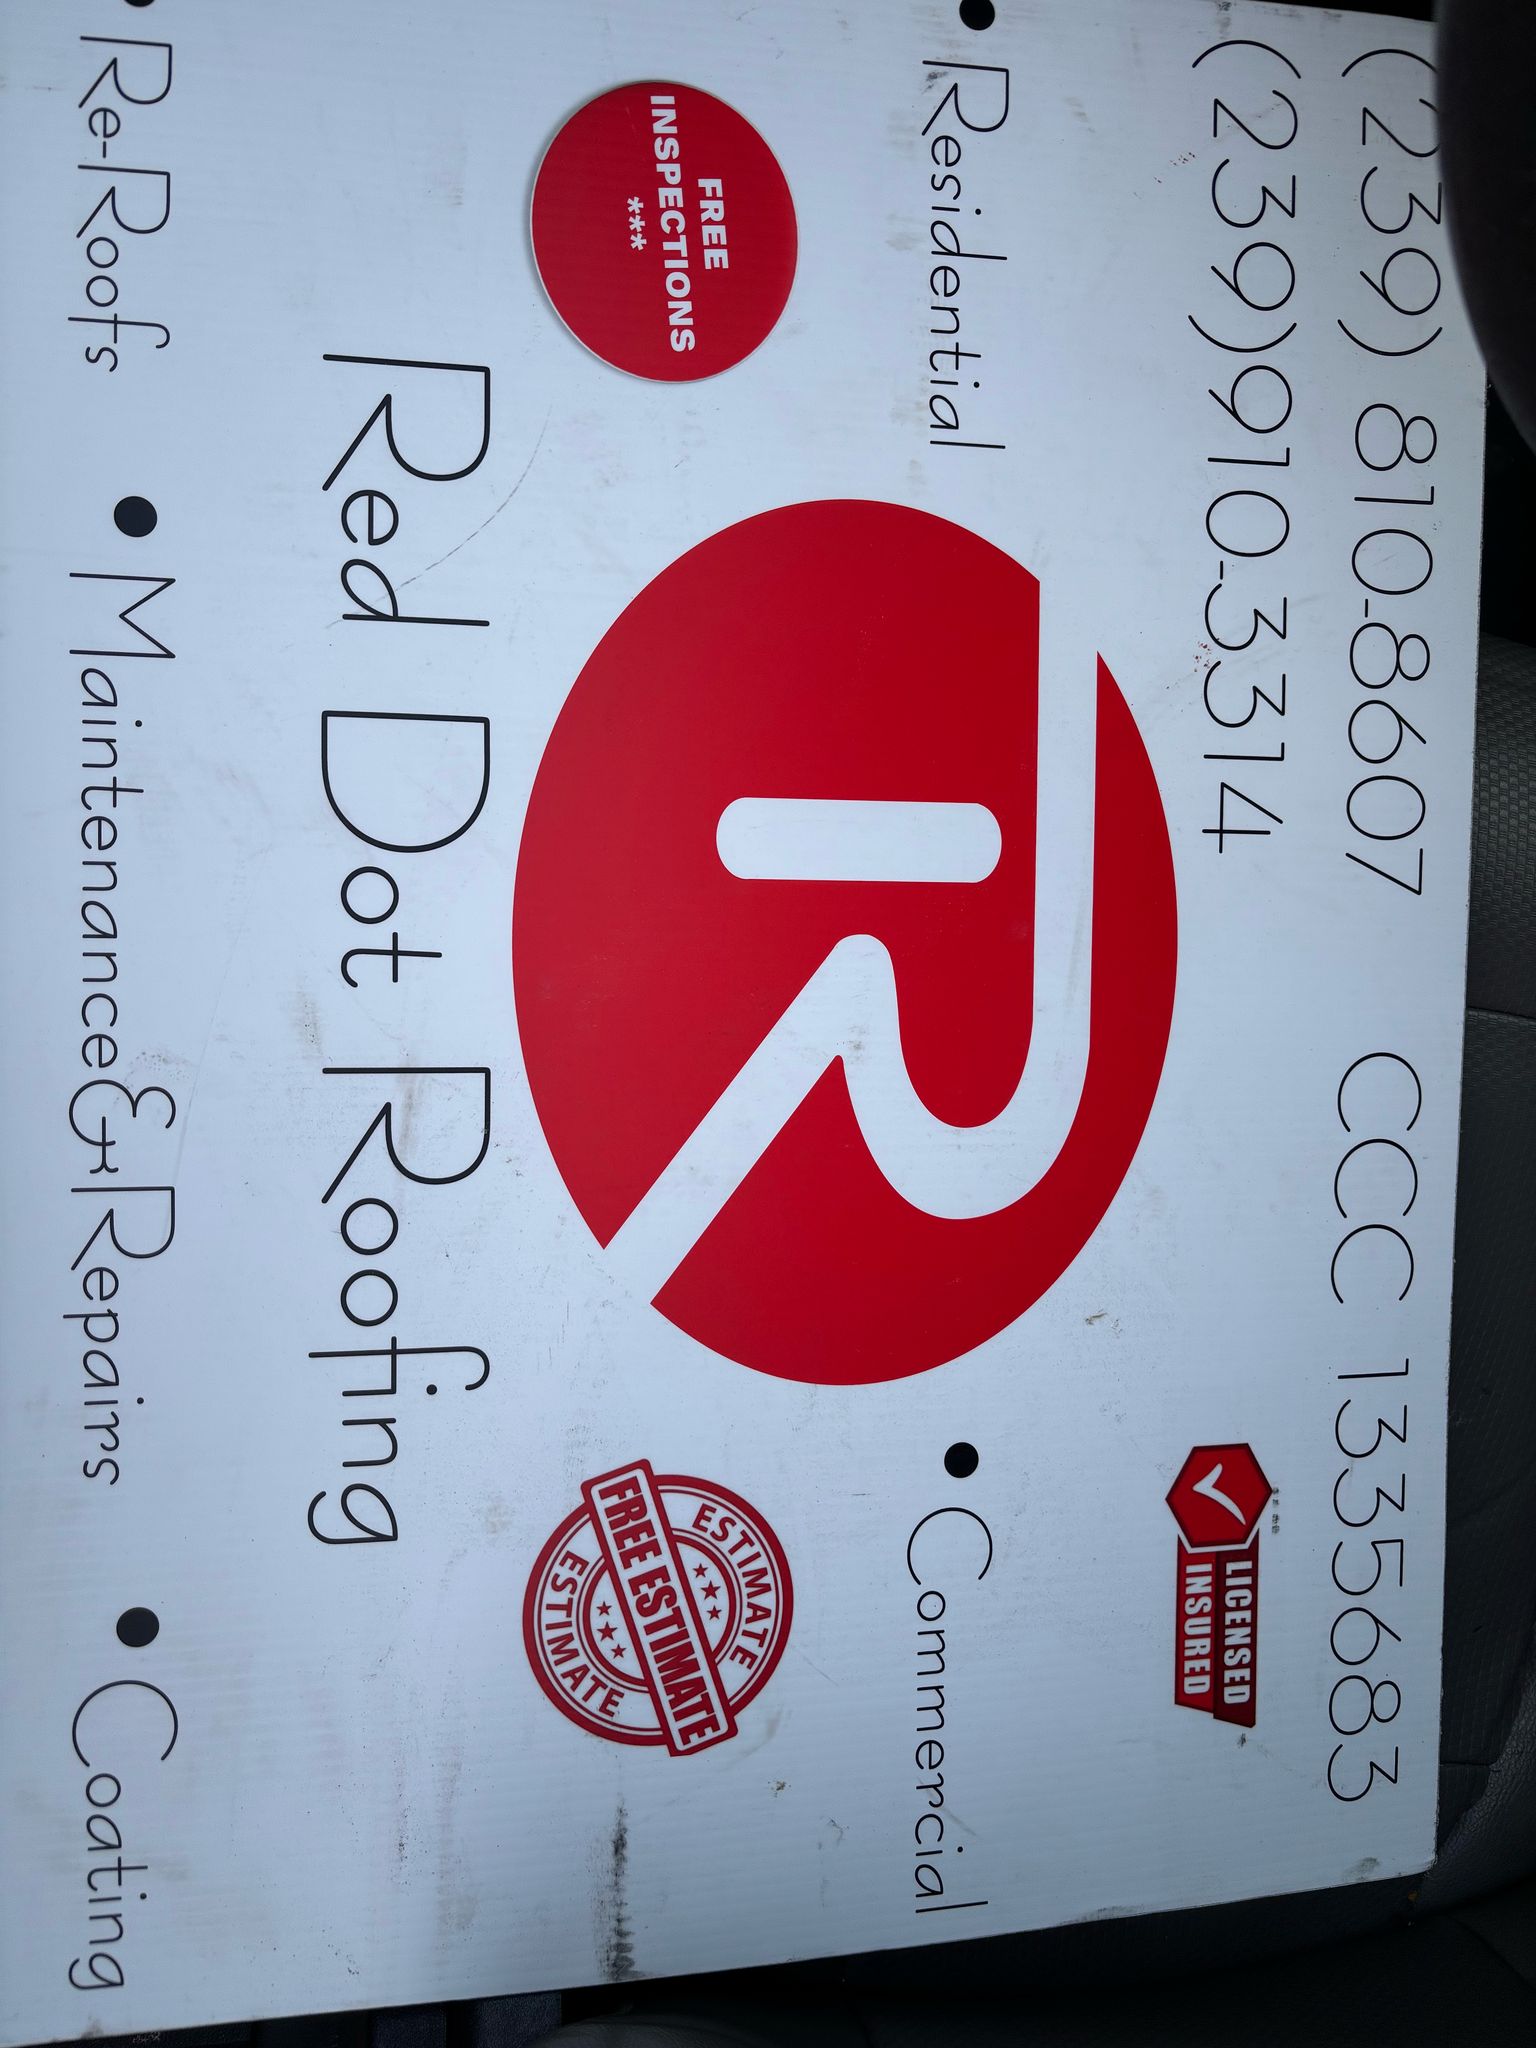 (239) 810-8607 CCC 1335683
(239)910-3314
LICENSED
INSURED
• Residential
• Commercial
R
FREE
INSPECTIONS
***
ESTIMATE
FREE ESTIMATE
ESTIMATE
Red Dot Roofing
• Re-Roofs • Maintenance&Repairs • Coating